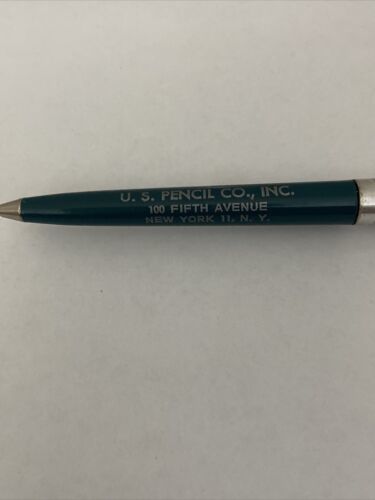 U. S. PENCIL CO., INC.
100 FIFTH AVENUE
NEW YORK 11, N. Y.